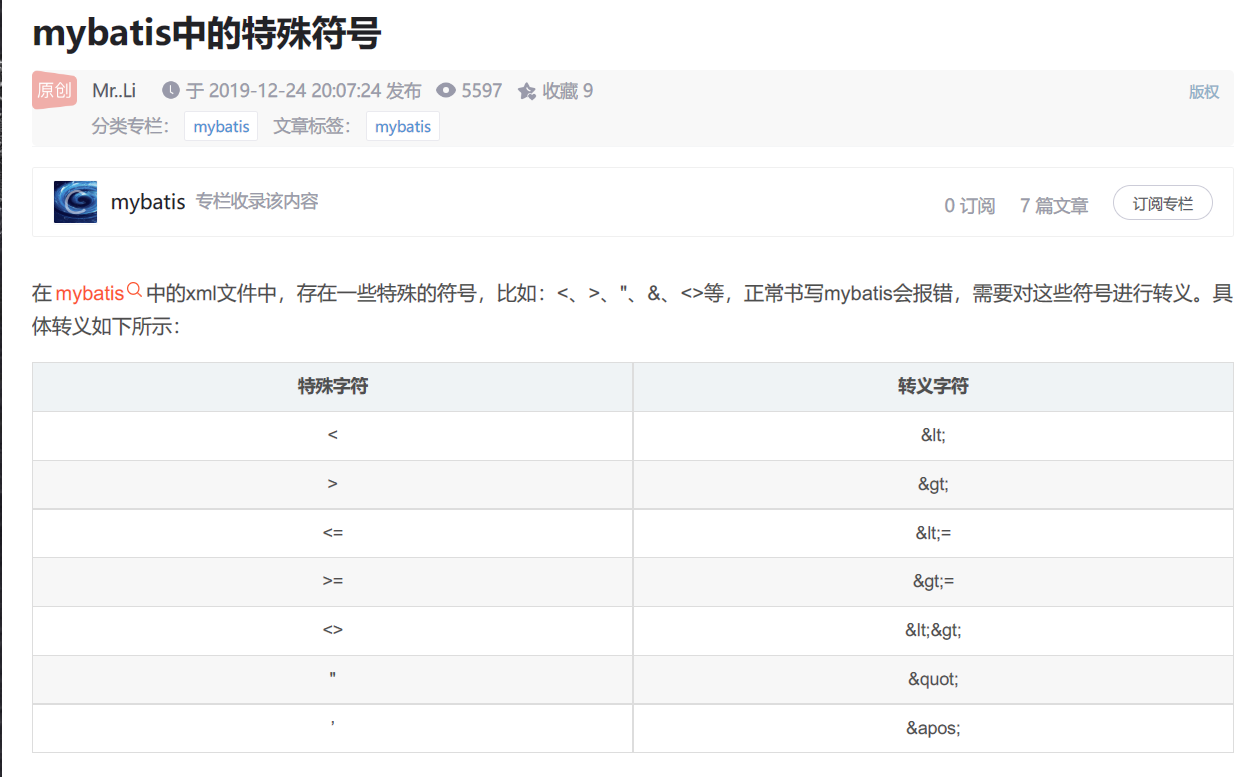 mybatis中的特殊符号
原创 Mr..Li 于 2019-12-24 20:07:24 发布 5597 收藏 9 版权
分类专栏： mybatis 文章标签： mybatis
mybatis 专栏收录该内容 0 订阅 7 篇文章 订阅专栏
在 mybatis 中的xml文件中，存在一些特殊的符号，比如：<、>、"、&、<>等，正常书写mybatis会报错，需要对这些符号进行转义。具
体转义如下所示：
特殊字符 转义字符
< &lt;
> &gt;
<= &lt;=
>= &gt;=
<> &lt;&gt;
" &quot;
’ &apos;